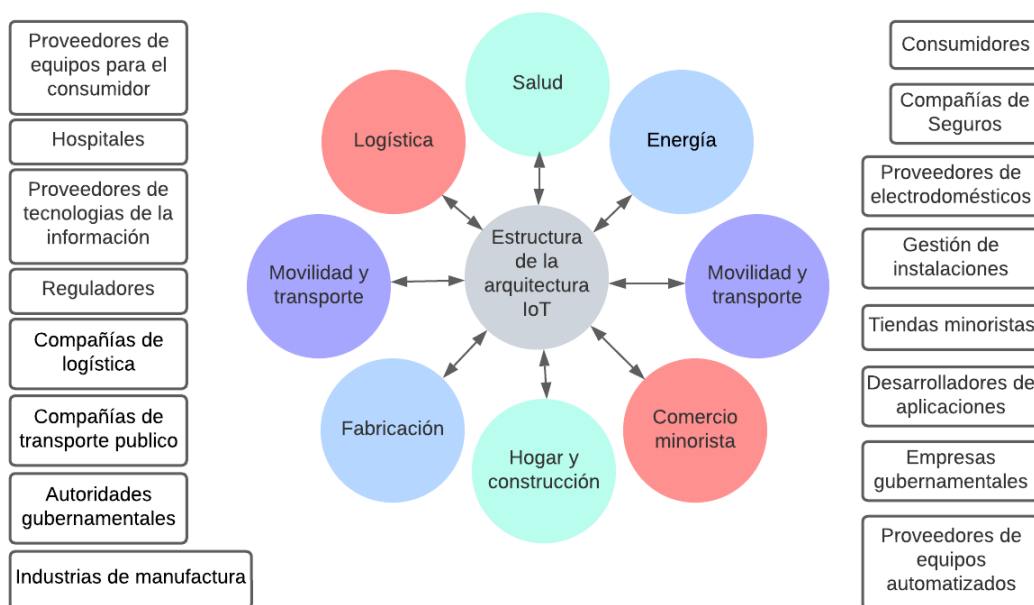 Proveedores de
equipos para el
consumidor
Hospitales
Proveedores de
tecnologias de la
información
Reguladores
Compañías de
logística
Compañías de
transporte publico
Autoridades
gubernamentales
Industrias de manufactura
Salud
Logística
Energía
Movilidad y
transporte
Estructura
de la
arquitectura
IoT
Movilidad y
transporte
Fabricación
Hogar y
construcción
Comercio
minorista
Consumidores
Compañías de
Seguros
Proveedores de
electrodomésticos
Gestión de
instalaciones
Tiendas minoristas
Desarrolladores de
aplicaciones
Empresas
gubernamentales
Proveedores de
equipos
automatizados